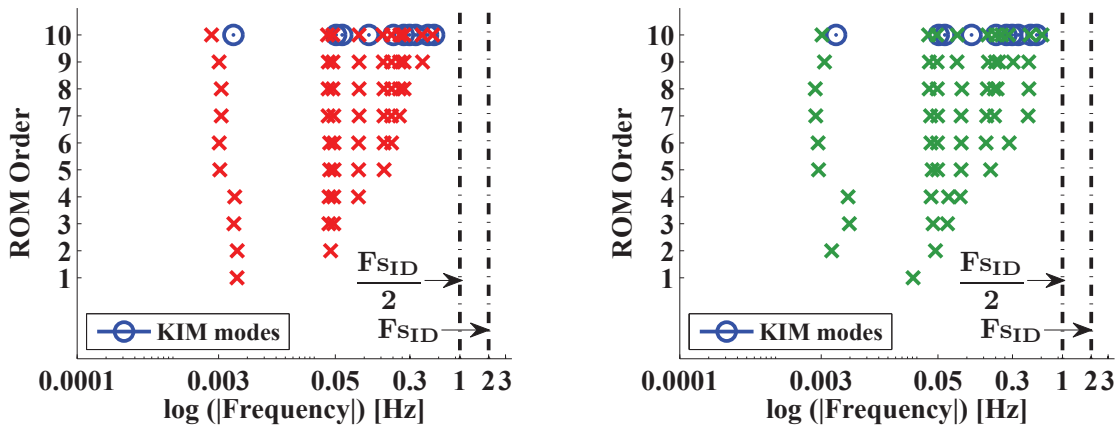 10
9
8
7
6
5
4
3
2
1
ROM Order
Fs_ID
2
Fs_ID
KIM modes
0.0001 0.003 0.05 0.3 1 2 3
log (|Frequency|) [Hz]
10
9
8
7
6
5
4
3
2
1
ROM Order
Fs_ID
2
Fs_ID
KIM modes
0.0001 0.003 0.05 0.3 1 2 3
log (|Frequency|) [Hz]